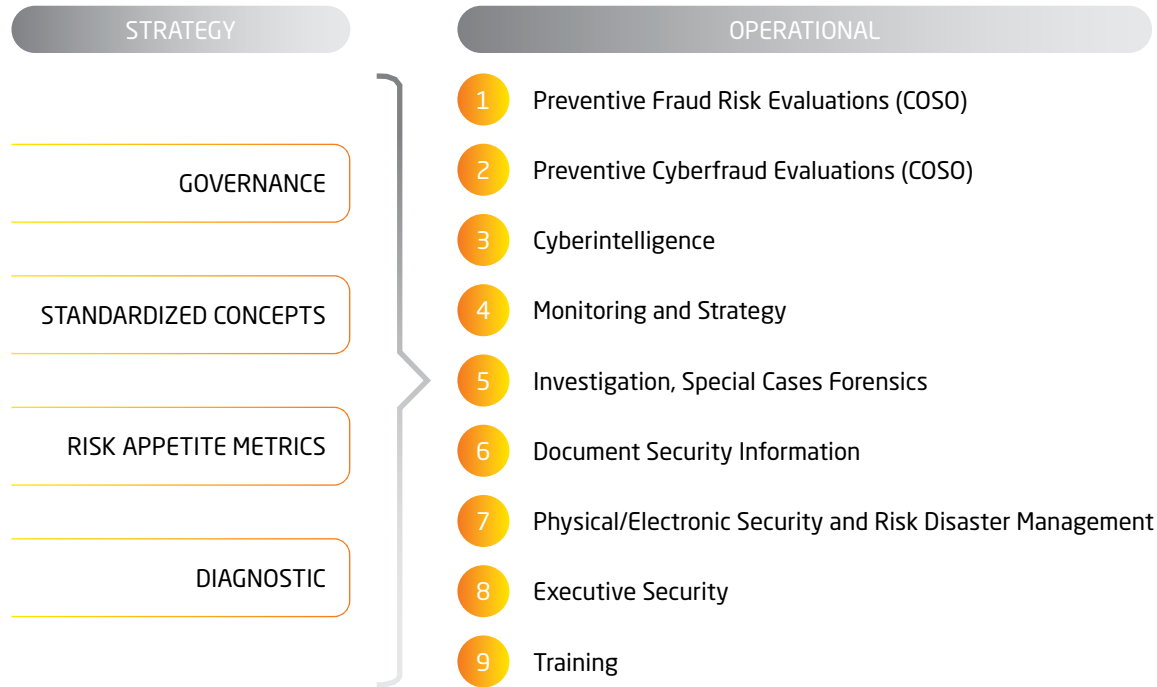 STRATEGY
GOVERNANCE
STANDARDIZED CONCEPTS
RISK APPETITE METRICS
DIAGNOSTIC
OPERATIONAL
1 Preventive Fraud Risk Evaluations (COSO)
2 Preventive Cyberfraud Evaluations (COSO)
3 Cyberintelligence
4 Monitoring and Strategy
5 Investigation, Special Cases Forensics
6 Document Security Information
7 Physical/Electronic Security and Risk Disaster Management
8 Executive Security
9 Training